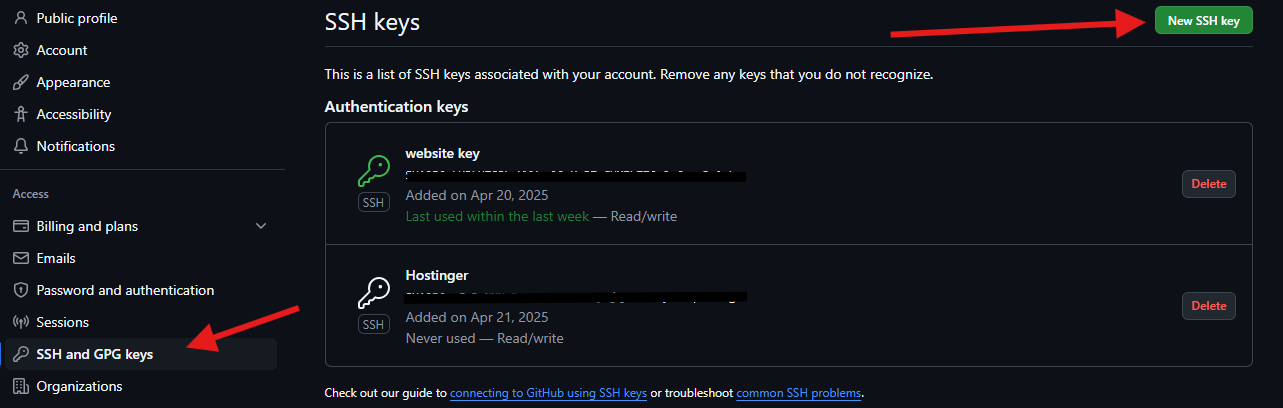 Public profile
Account
Appearance
Accessibility
Notifications
Access
Billing and plans
Emails
Password and authentication
Sessions
SSH and GPG keys
Organizations
SSH keys
New SSH key
This is a list of SSH keys associated with your account. Remove any keys that you do not recognize.
Authentication keys
website key
SSH
Added on Apr 20, 2025
Last used within the last week — Read/write
Delete
Hostinger
SSH
Added on Apr 21, 2025
Never used — Read/write
Delete
Check out our guide to connecting to GitHub using SSH keys or troubleshoot common SSH problems.